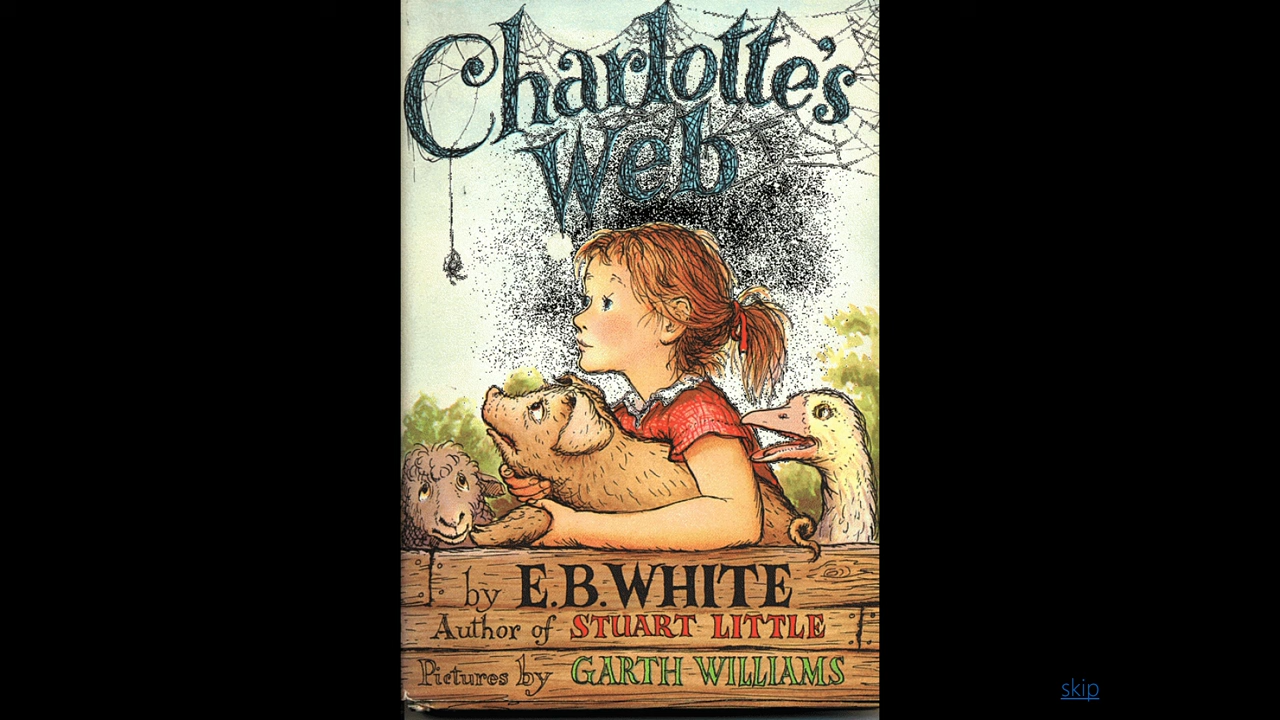 Charlotte's
Web
by E.B. WHITE
Author of STUART LITTLE
Pictures by GARTH WILLIAMS
skip